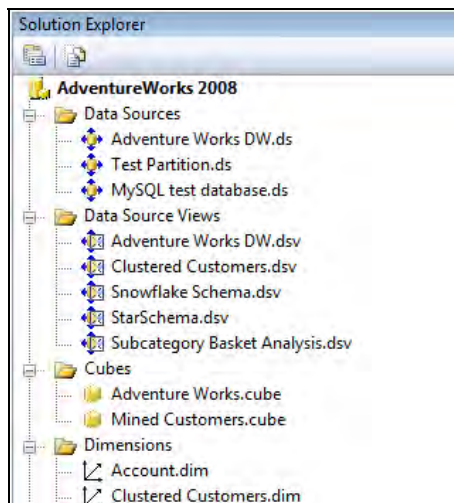 Solution Explorer
AdventureWorks 2008
Data Sources
Adventure Works DW.ds
Test Partition.ds
MySQL test database.ds
Data Source Views
Adventure Works DW.dsv
Clustered Customers.dsv
Snowflake Schema.dsv
StarSchema.dsv
Subcategory Basket Analysis.dsv
Cubes
Adventure Works.cube
Mined Customers.cube
Dimensions
Account.dim
Clustered Customers.dim